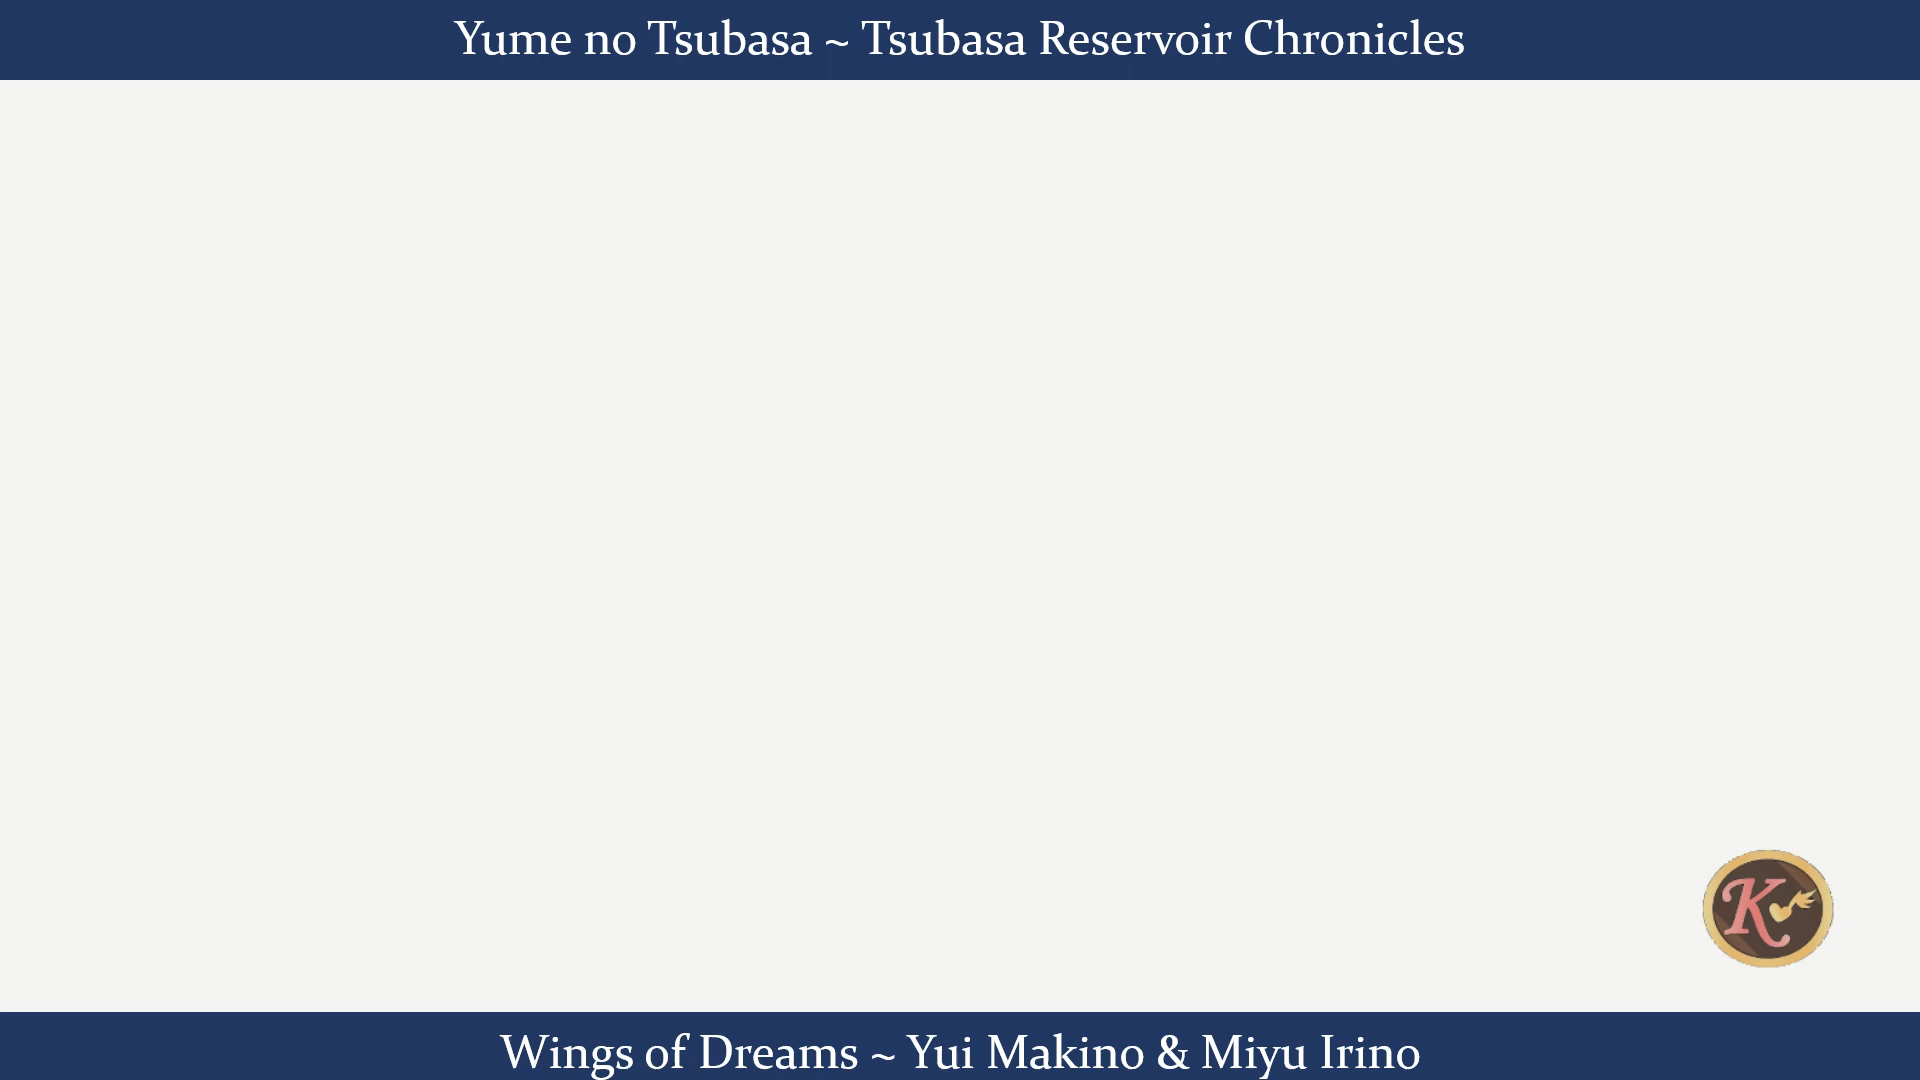 Yume no Tsubasa ~ Tsubasa Reservoir Chronicles
K
Wings of Dreams ~ Yui Makino & Miyu Irino